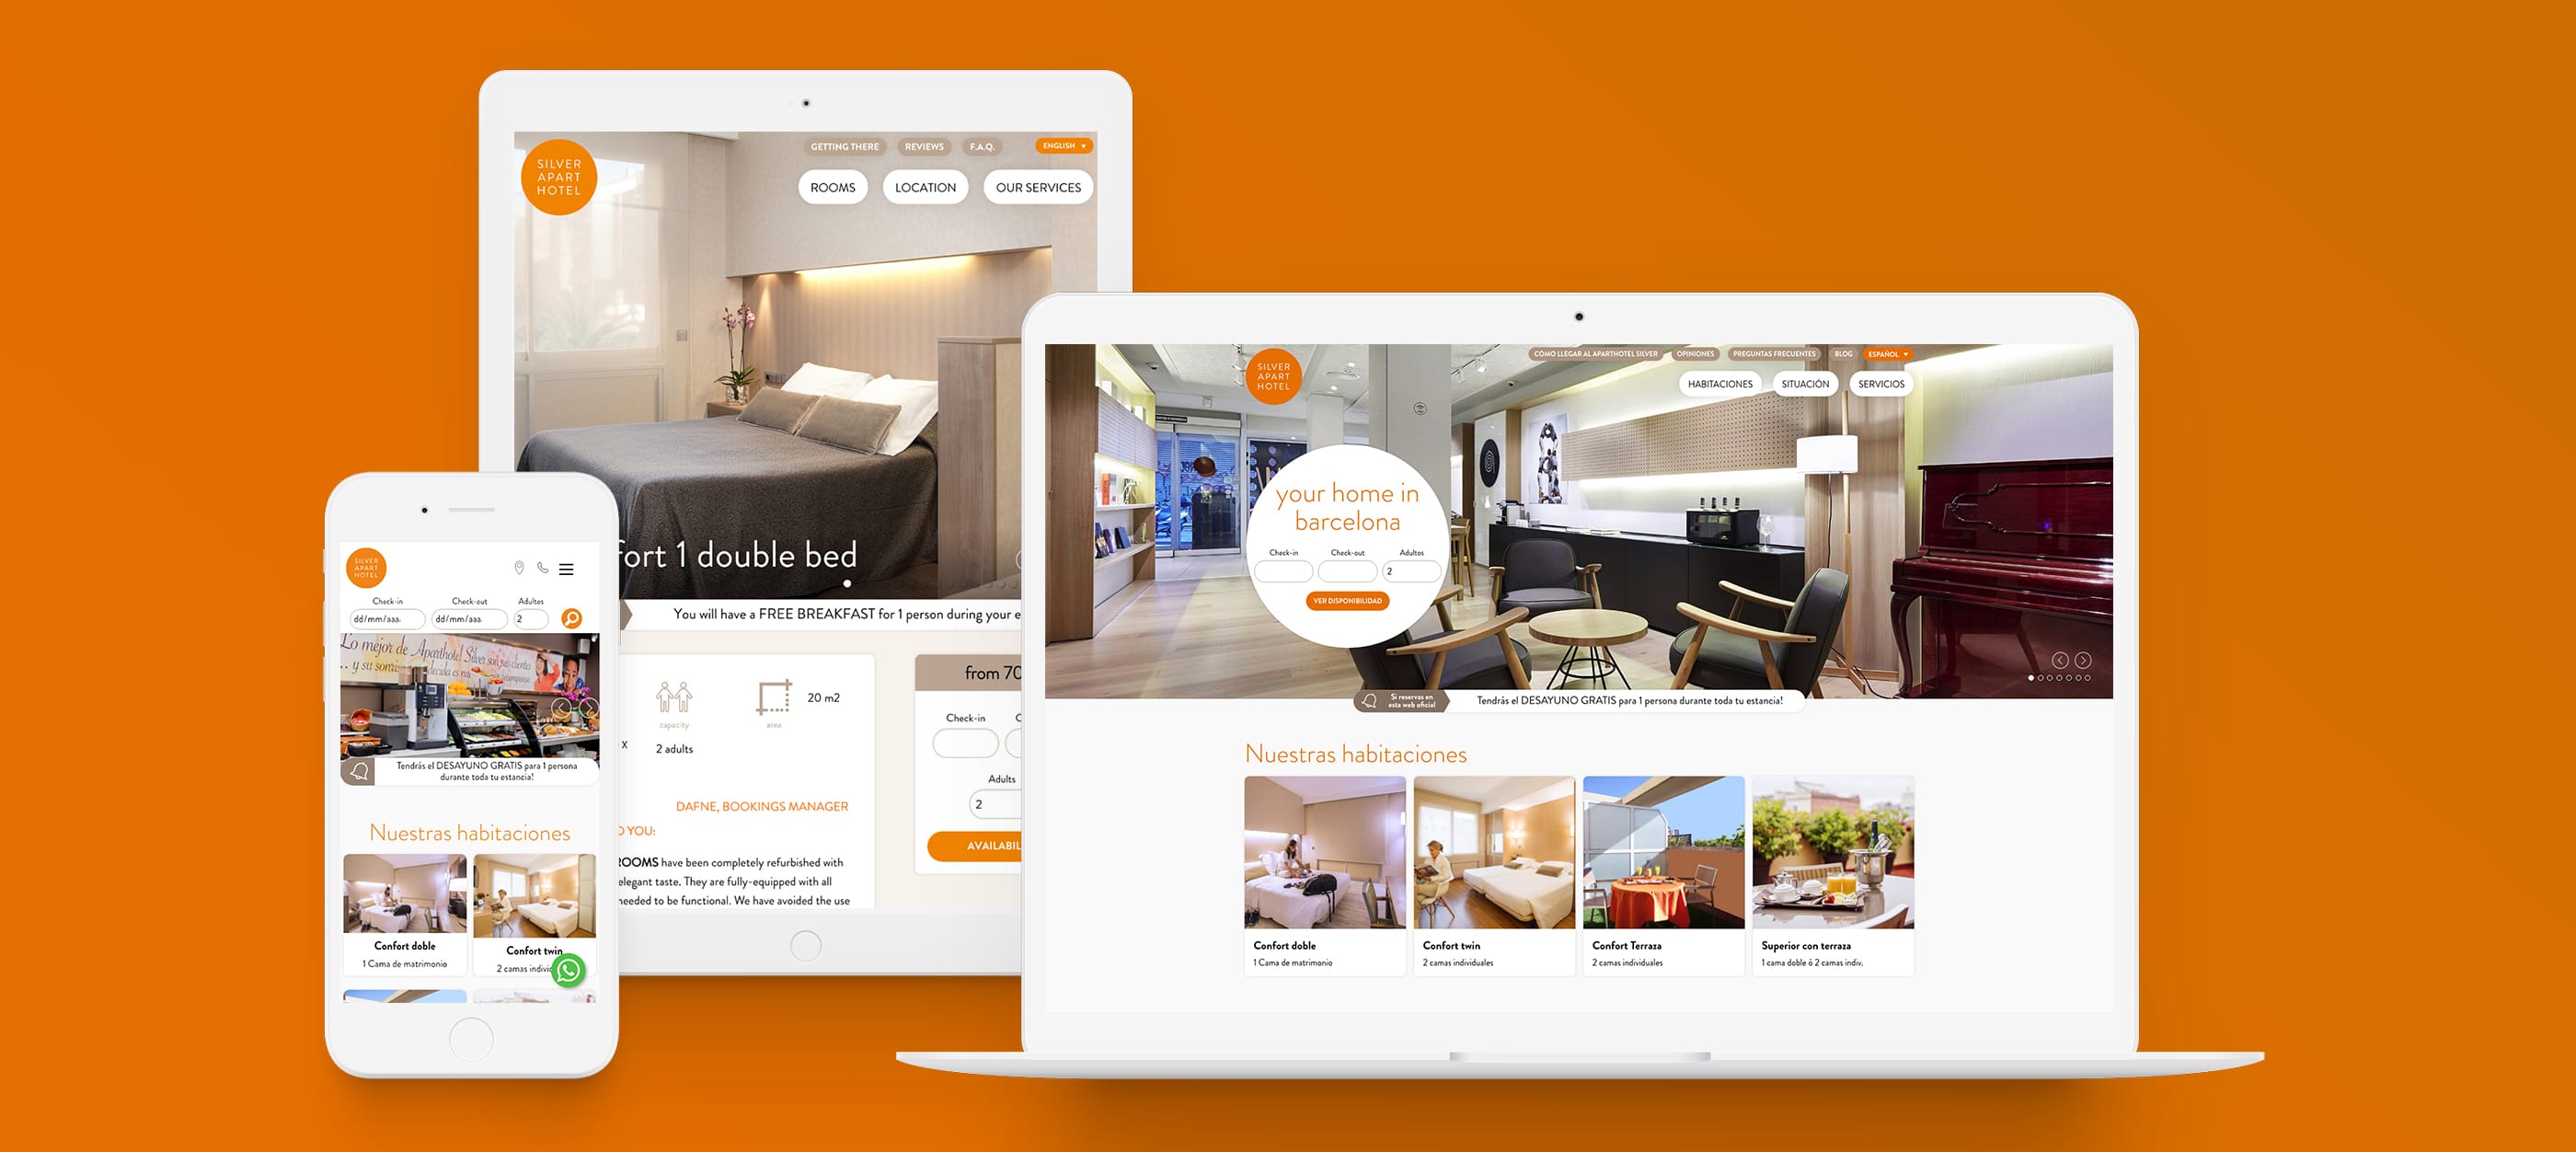 SILVER
APART
HOTEL
GETTING THERE
REVIEWS
F.A.Q.
ENGLISH
ROOMS
LOCATION
OUR SERVICES
fort 1 double bed
You will have a FREE BREAKFAST for 1 person during your e
capacity
area
20 m2
x
2 adults
from 70
Check-in
C
Adults
2
AVAILABIL
DAFNE, BOOKINGS MANAGER
O YOU:
ROOMS have been completely refurbished with
elegant taste. They are fully-equipped with all
needed to be functional. We have avoided the use
SILVER
APART
HOTEL
Check-in
Check-out
Adultos
dd/mm/aaa
dd/mm/aaa
2
Lo mejor de Aparthotel Silver son sus clientes
... y su sonrisa
Tendrás el DESAYUNO GRATIS para 1 persona
durante toda tu estancia!
Nuestras habitaciones
Confort doble
1 Cama de matrimonio
Confort twin
2 camas indivi
SILVER
APART
HOTEL
CÓMO LLEGAR AL APARTHOTEL SILVER
OPINIONES
PREGUNTAS FRECUENTES
BLOG
ESPAÑOL
HABITACIONES
SITUACIÓN
SERVICIOS
your home in
barcelona
Check-in
Check-out
Adultos
2
VER DISPONIBILIDAD
Si reservas en
esta web oficial
Tendrás el DESAYUNO GRATIS para 1 persona durante toda tu estancia!
Nuestras habitaciones
Confort doble
1 Cama de matrimonio
Confort twin
2 camas individuales
Confort Terraza
2 camas individuales
Superior con terraza
1 cama doble ò 2 camas indiv.